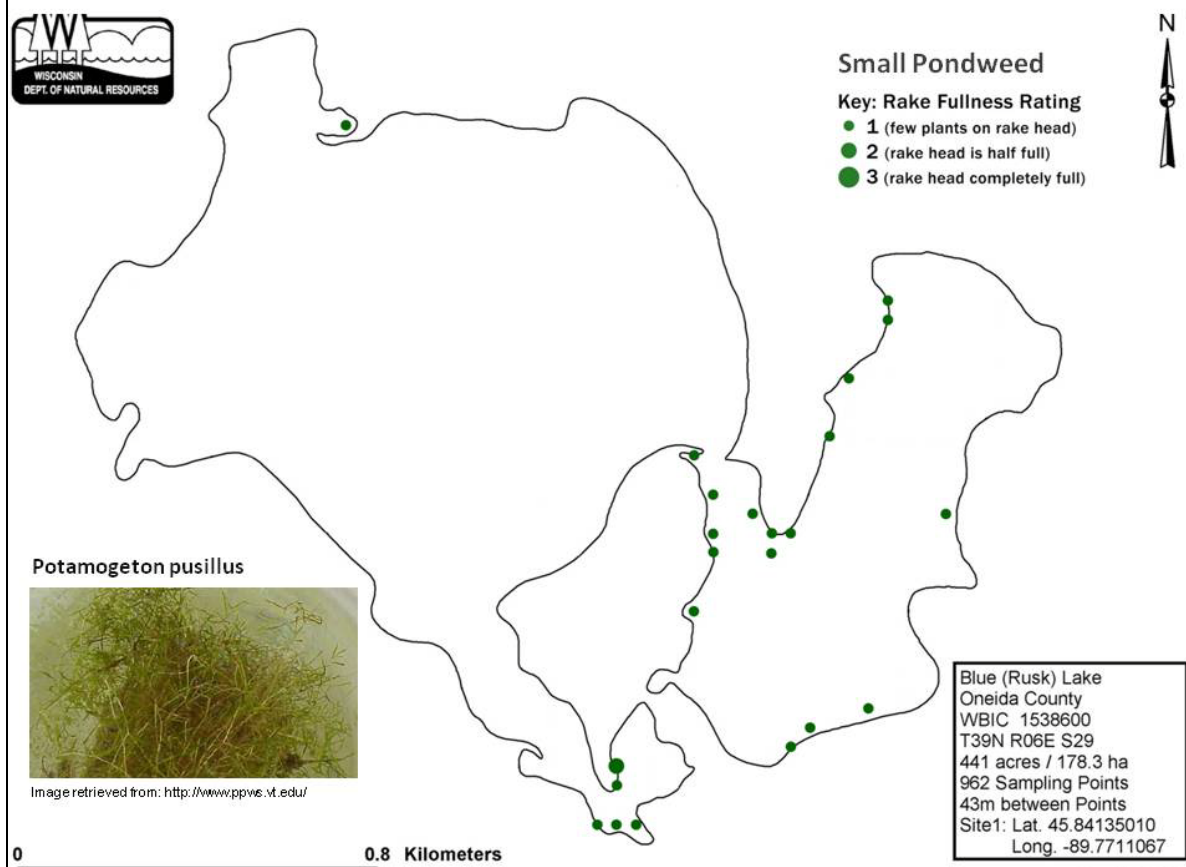 WISCONSIN
DEPT. OF NATURAL RESOURCES
N
Small Pondweed
Key: Rake Fullness Rating
1 (few plants on rake head)
2 (rake head is half full)
3 (rake head completely full)
Potamogeton pusillus
Image retrieved from: http://www.ppws.vt.edu/
Blue (Rusk) Lake
Oneida County
WBIC 1538600
T39N R06E S29
441 acres / 178.3 ha
962 Sampling Points
43m between Points
Site1: Lat. 45.84135010
Long. -89.7711067
0 0.8 Kilometers